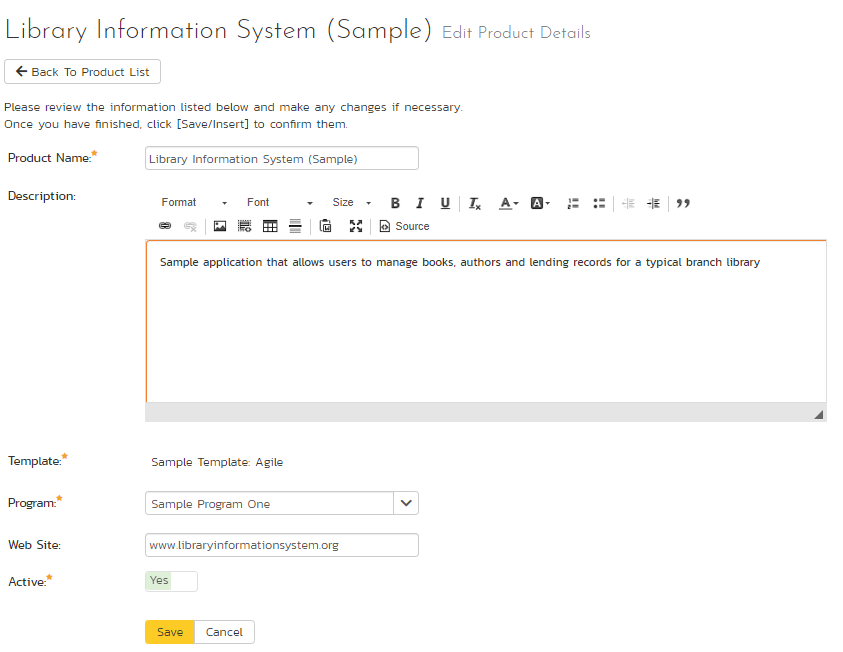 Library Information System (Sample) Edit Product Details
Back To Product List
Please review the information listed below and make any changes if necessary.
Once you have finished, click [Save/Insert] to confirm them.
Product Name:* Library Information System (Sample)
Description:
Format Font Size B I U Ix A A
Source
Sample application that allows users to manage books, authors and lending records for a typical branch library
Template:* Sample Template: Agile
Program:* Sample Program One
Web Site: www.libraryinformationsystem.org
Active:* Yes
Save Cancel